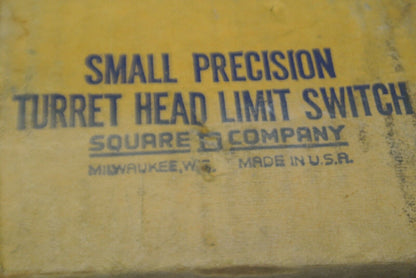 SMALL PRECISION
TURRET HEAD LIMIT SWITCH
SQUARE D COMPANY
MILWAUKEE, WIS. MADE IN U.S.A.